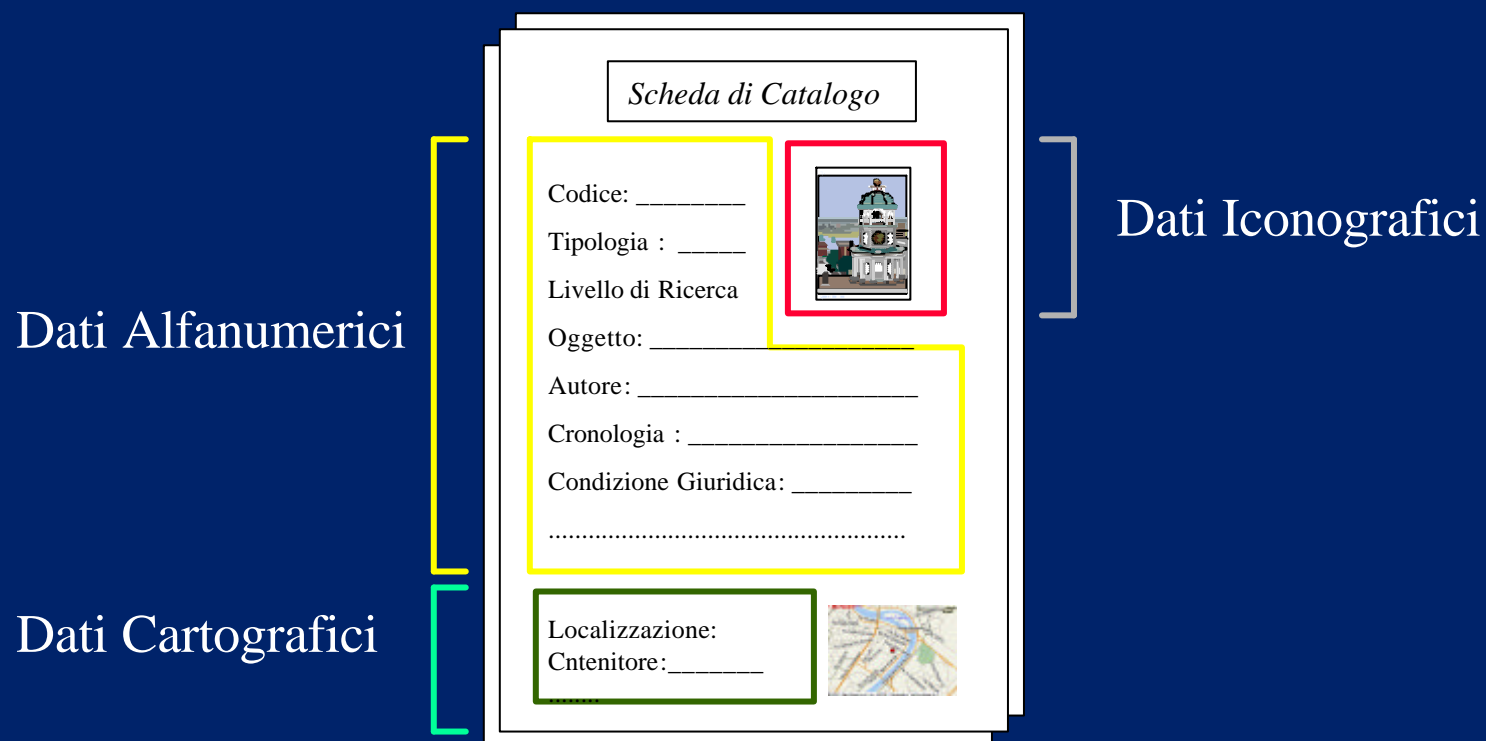 Scheda di Catalogo
Codice: ________
Tipologia : _____
Livello di Ricerca
Oggetto: ____________________
Autore: _____________________
Cronologia : _________________
Condizione Giuridica: _________
......................................................
Localizzazione:
Cntenitore:_______
........
Dati Alfanumerici
Dati Cartografici
Dati Iconografici